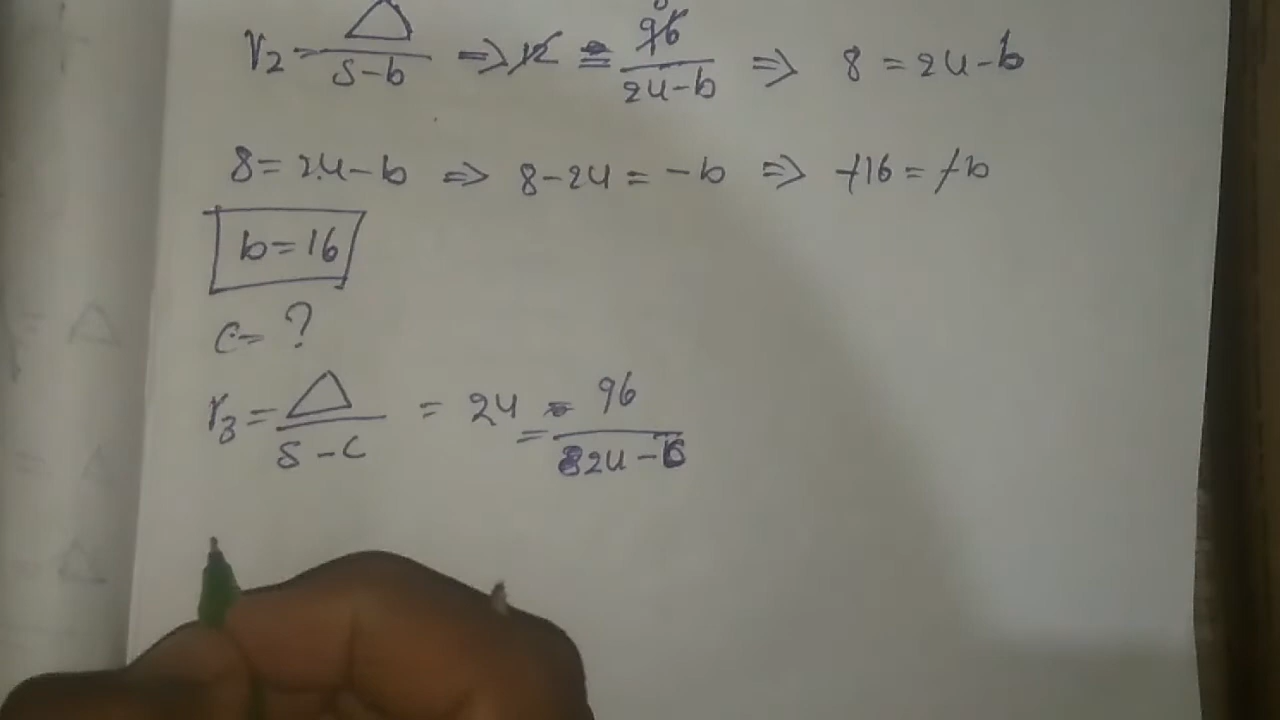 r₂ = Δ/(s-b) => 12 = 96/(24-b) => 8 = 24-b
8 = 24-b => 8-24 = -b => -16 = -b
b=16
c= ?
r₃ = Δ/(s-c) = 24 = 96/(24-c)